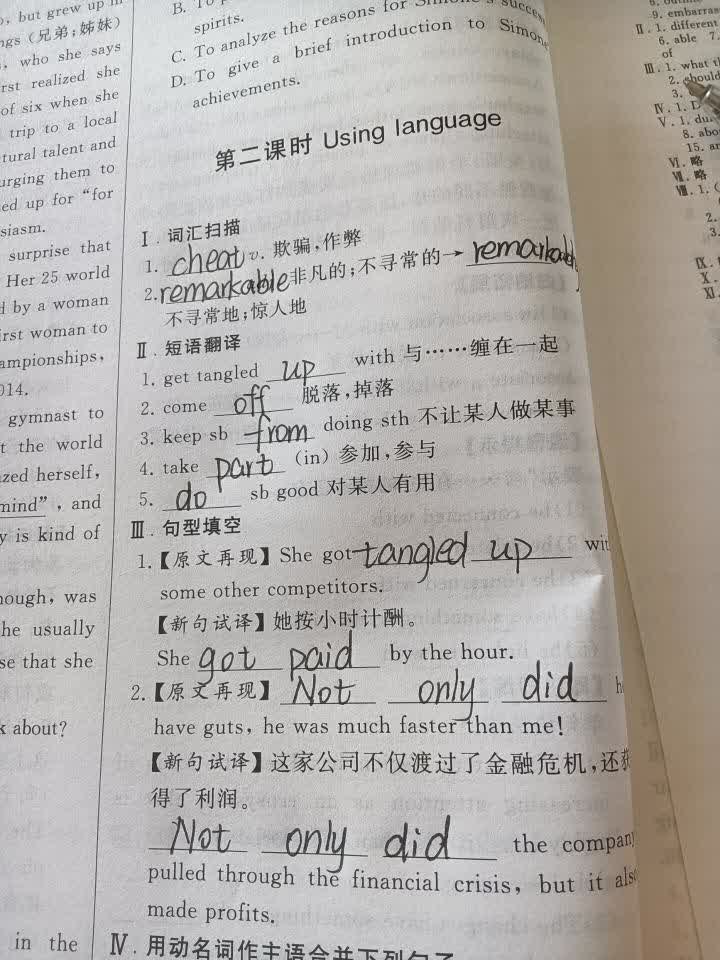 , but grew up in
ngs (兄弟;姊妹)
, who she says
rst realized she
of six when she
trip to a local
tural talent and
urging them to
ed up for “for
siasm.
surprise that
Her 25 world
d by a woman
irst woman to
ampionships,
014.
gymnast to
t the world
zed herself,
mind”, and
y is kind of
hough, was
he usually
se that she
k about?
in the
B. To
spirits.
C. To analyze the reasons for Simone's success
D. To give a brief introduction to Simone
achievements.
第二课时 Using language
Ⅰ. 词汇扫描
1. cheat v. 欺骗,作弊
2. remarkable 非凡的;不寻常的→ remarkab
不寻常地;惊人地
Ⅱ. 短语翻译
1. get tangled up with 与……缠在一起
2. come off 脱落,掉落
3. keep sb from doing sth 不让某人做某事
4. take part (in) 参加,参与
5. do sb good 对某人有用
Ⅲ. 句型填空
1.【原文再现】She got tangled up wit
some other competitors.
【新句试译】她按小时计酬。
She got paid by the hour.
2.【原文再现】 Not only did h
have guts, he was much faster than me!
【新句试译】这家公司不仅渡过了金融危机,还获
得了利润。
Not only did the company
pulled through the financial crisis, but it also
made profits.
Ⅳ. 用动名词作主语合并下列句子
9. embarras
Ⅱ. 1. different
6. able 7.
of
Ⅲ. 1. what t
2. should
3.
Ⅳ. 1. D
Ⅴ. 1. du
8. abo
15. ar
Ⅵ. 略
Ⅶ. 略
Ⅷ. 1. (
2.
3.
Ⅸ.
Ⅹ.
Ⅺ.